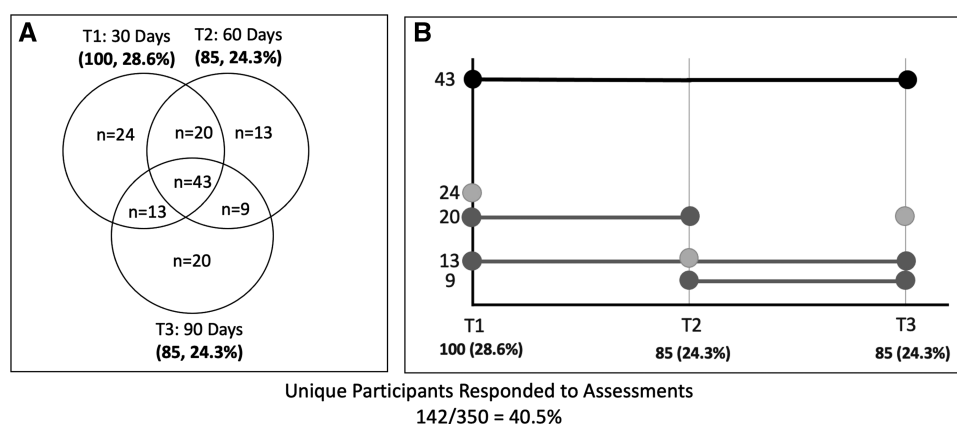 A
T1: 30 Days
(100, 28.6%)
T2: 60 Days
(85, 24.3%)
n=24
n=20
n=13
n=43
n=13
n=9
n=20
T3: 90 Days
(85, 24.3%)
B
43
24
20
13
9
T1
T2
T3
100 (28.6%)
85 (24.3%)
85 (24.3%)
Unique Participants Responded to Assessments
142/350 = 40.5%